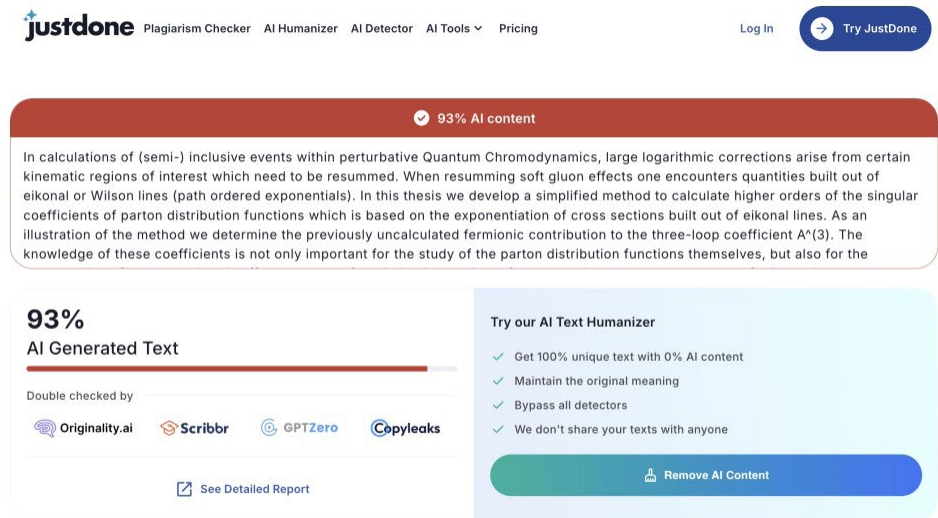 justdone Plagiarism Checker AI Humanizer AI Detector AI Tools Pricing Log In Try JustDone
93% AI content
In calculations of (semi-) inclusive events within perturbative Quantum Chromodynamics, large logarithmic corrections arise from certain
kinematic regions of interest which need to be resummed. When resumming soft gluon effects one encounters quantities built out of
eikonal or Wilson lines (path ordered exponentials). In this thesis we develop a simplified method to calculate higher orders of the singular
coefficients of parton distribution functions which is based on the exponentiation of cross sections built out of eikonal lines. As an
illustration of the method we determine the previously uncalculated fermionic contribution to the three-loop coefficient A^(3). The
knowledge of these coefficients is not only important for the study of the parton distribution functions themselves, but also for the
93%
AI Generated Text
Double checked by
Originality.ai Scribbr GPTZero Copyleaks
See Detailed Report
Try our AI Text Humanizer
Get 100% unique text with 0% AI content
Maintain the original meaning
Bypass all detectors
We don't share your texts with anyone
Remove AI Content